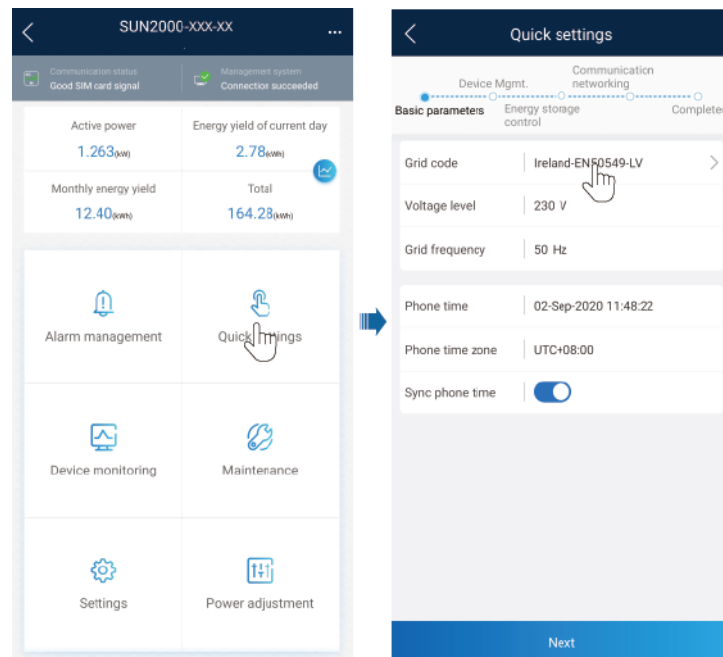 SUN2000-XXX-XX
...
Communication status
Good SIM card signal
Management system
Connection succeeded
Active power
1.263(kW)
Energy yield of current day
2.78(kWh)
Monthly energy yield
12.40(kWh)
Total
164.28(kWh)
Alarm management
Quick settings
Device monitoring
Maintenance
Settings
Power adjustment
Quick settings
Device Mgmt.
Communication
networking
Basic parameters
Energy storage
control
Completed
Grid code
Ireland-EN50549-LV
Voltage level
230 V
Grid frequency
50 Hz
Phone time
02-Sep-2020 11:48:22
Phone time zone
UTC+08:00
Sync phone time
Next